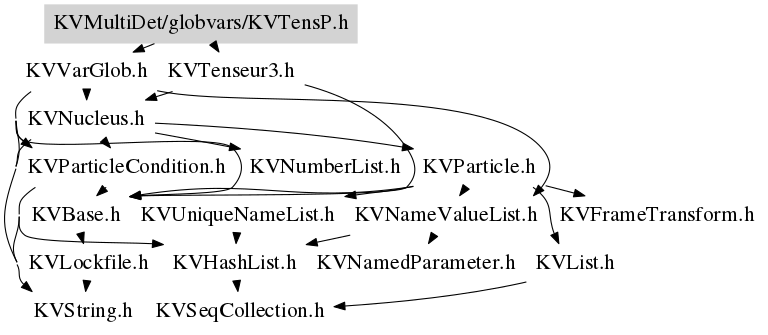 KVMultiDet/globvars/KVTensP.h
KVVarGlob.h KVTenseur3.h
KVNucleus.h
KVParticleCondition.h KVNumberList.h KVParticle.h
KVBase.h KVUniqueNameList.h KVNameValueList.h KVFrameTransform.h
KVLockfile.h KVHashList.h KVNamedParameter.h KVList.h
KVString.h KVSeqCollection.h